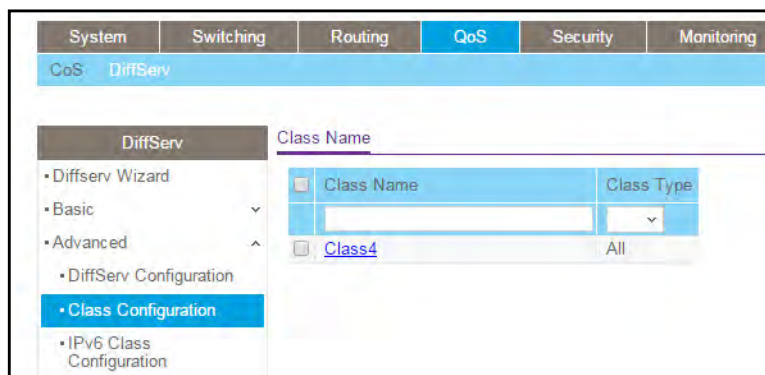 System Switching Routing QoS Security Monitoring
CoS DiffServ
DiffServ
Diffserv Wizard
Basic
Advanced
DiffServ Configuration
Class Configuration
IPv6 Class
Configuration
Class Name
Class Name Class Type
Class4 All